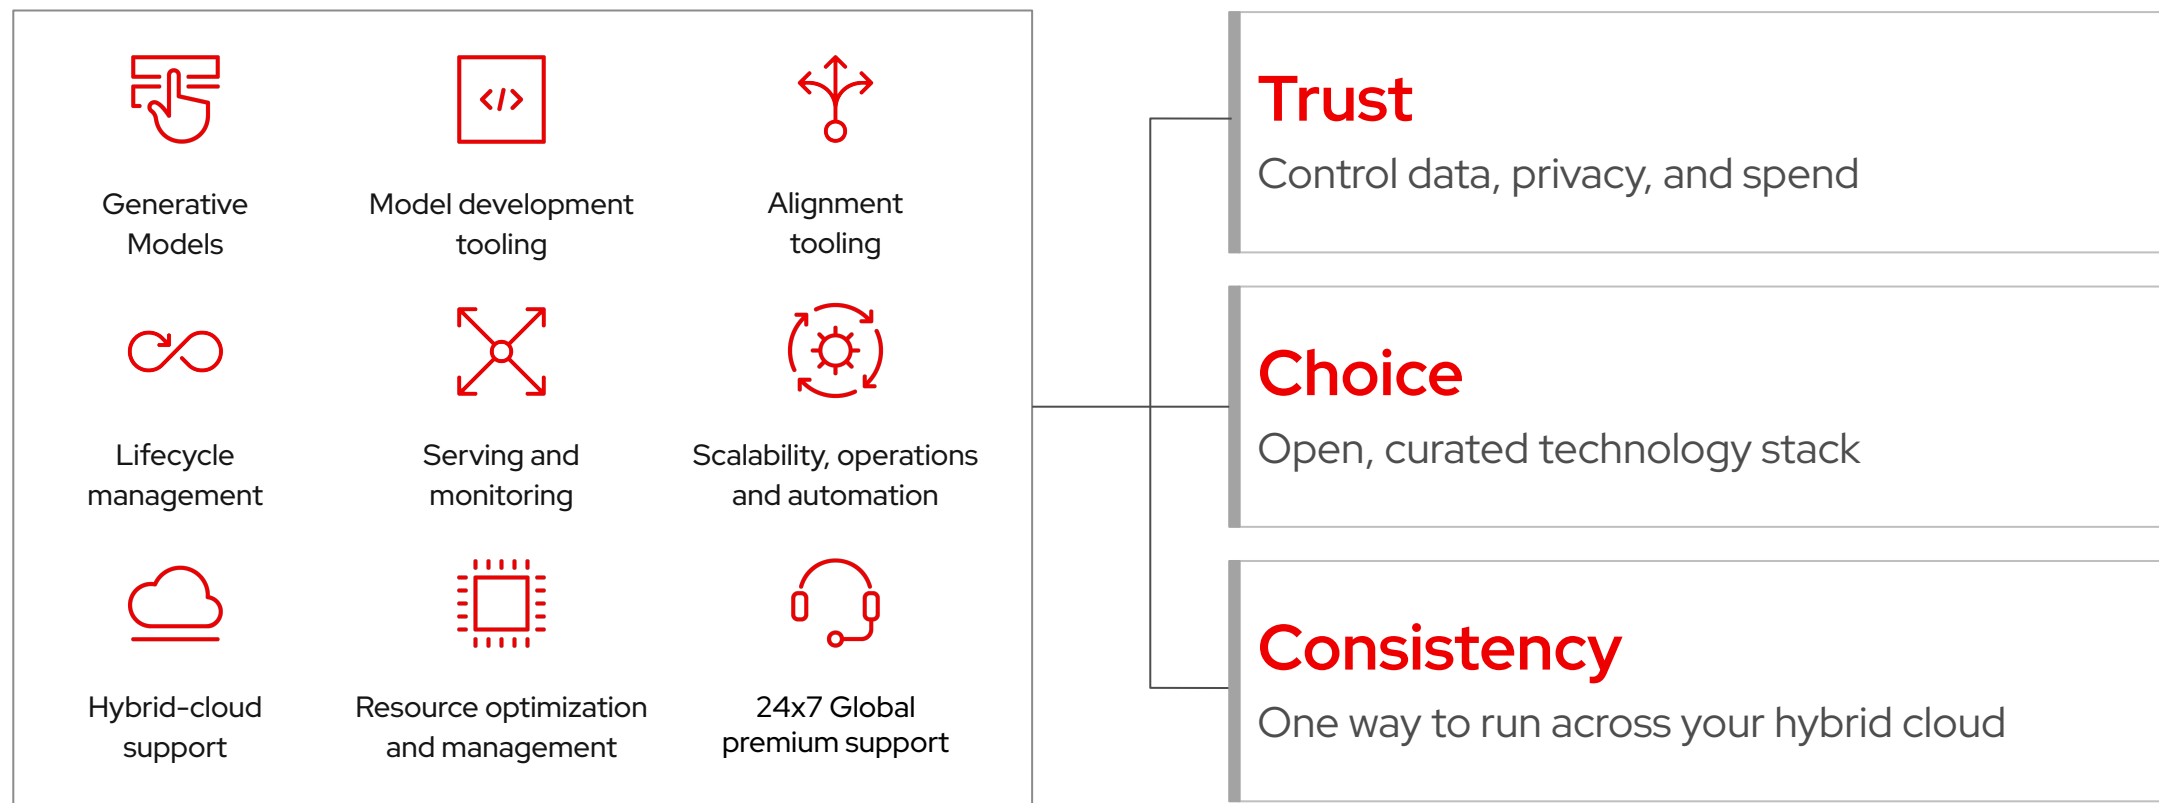 Generative
Models
Model development
tooling
Alignment
tooling
Lifecycle
management
Serving and
monitoring
Scalability, operations
and automation
Hybrid-cloud
support
Resource optimization
and management
24x7 Global
premium support
Trust
Control data, privacy, and spend
Choice
Open, curated technology stack
Consistency
One way to run across your hybrid cloud